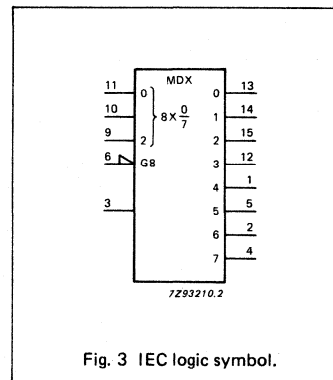 MDX
11 0 0 13
10 8X 0/7 1 14
9 2 2 15
6 G8 3 12
4 1
3 5 5
6 2
7 4
7Z93210.2
Fig. 3 IEC logic symbol.